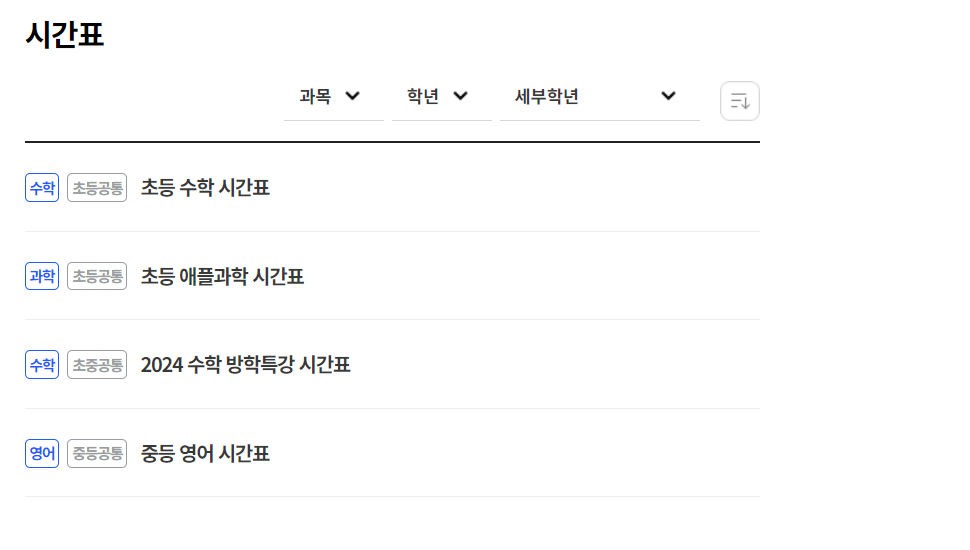 시간표
과목 학년 세부학년
수학 초등공통 초등 수학 시간표
과학 초등공통 초등 애플과학 시간표
수학 초중공통 2024 수학 방학특강 시간표
영어 중등공통 중등 영어 시간표